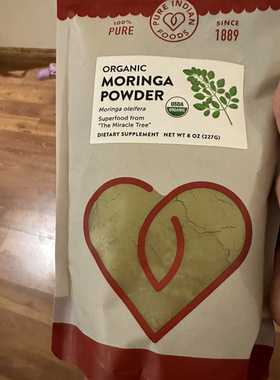 100% PURE
PURE INDIAN FOODS
SINCE 1889
ORGANIC
MORINGA
POWDER
Moringa oleifera
USDA
ORGANIC
Superfood from
"The Miracle Tree"
DIETARY SUPPLEMENT NET WT 8 OZ (227G)